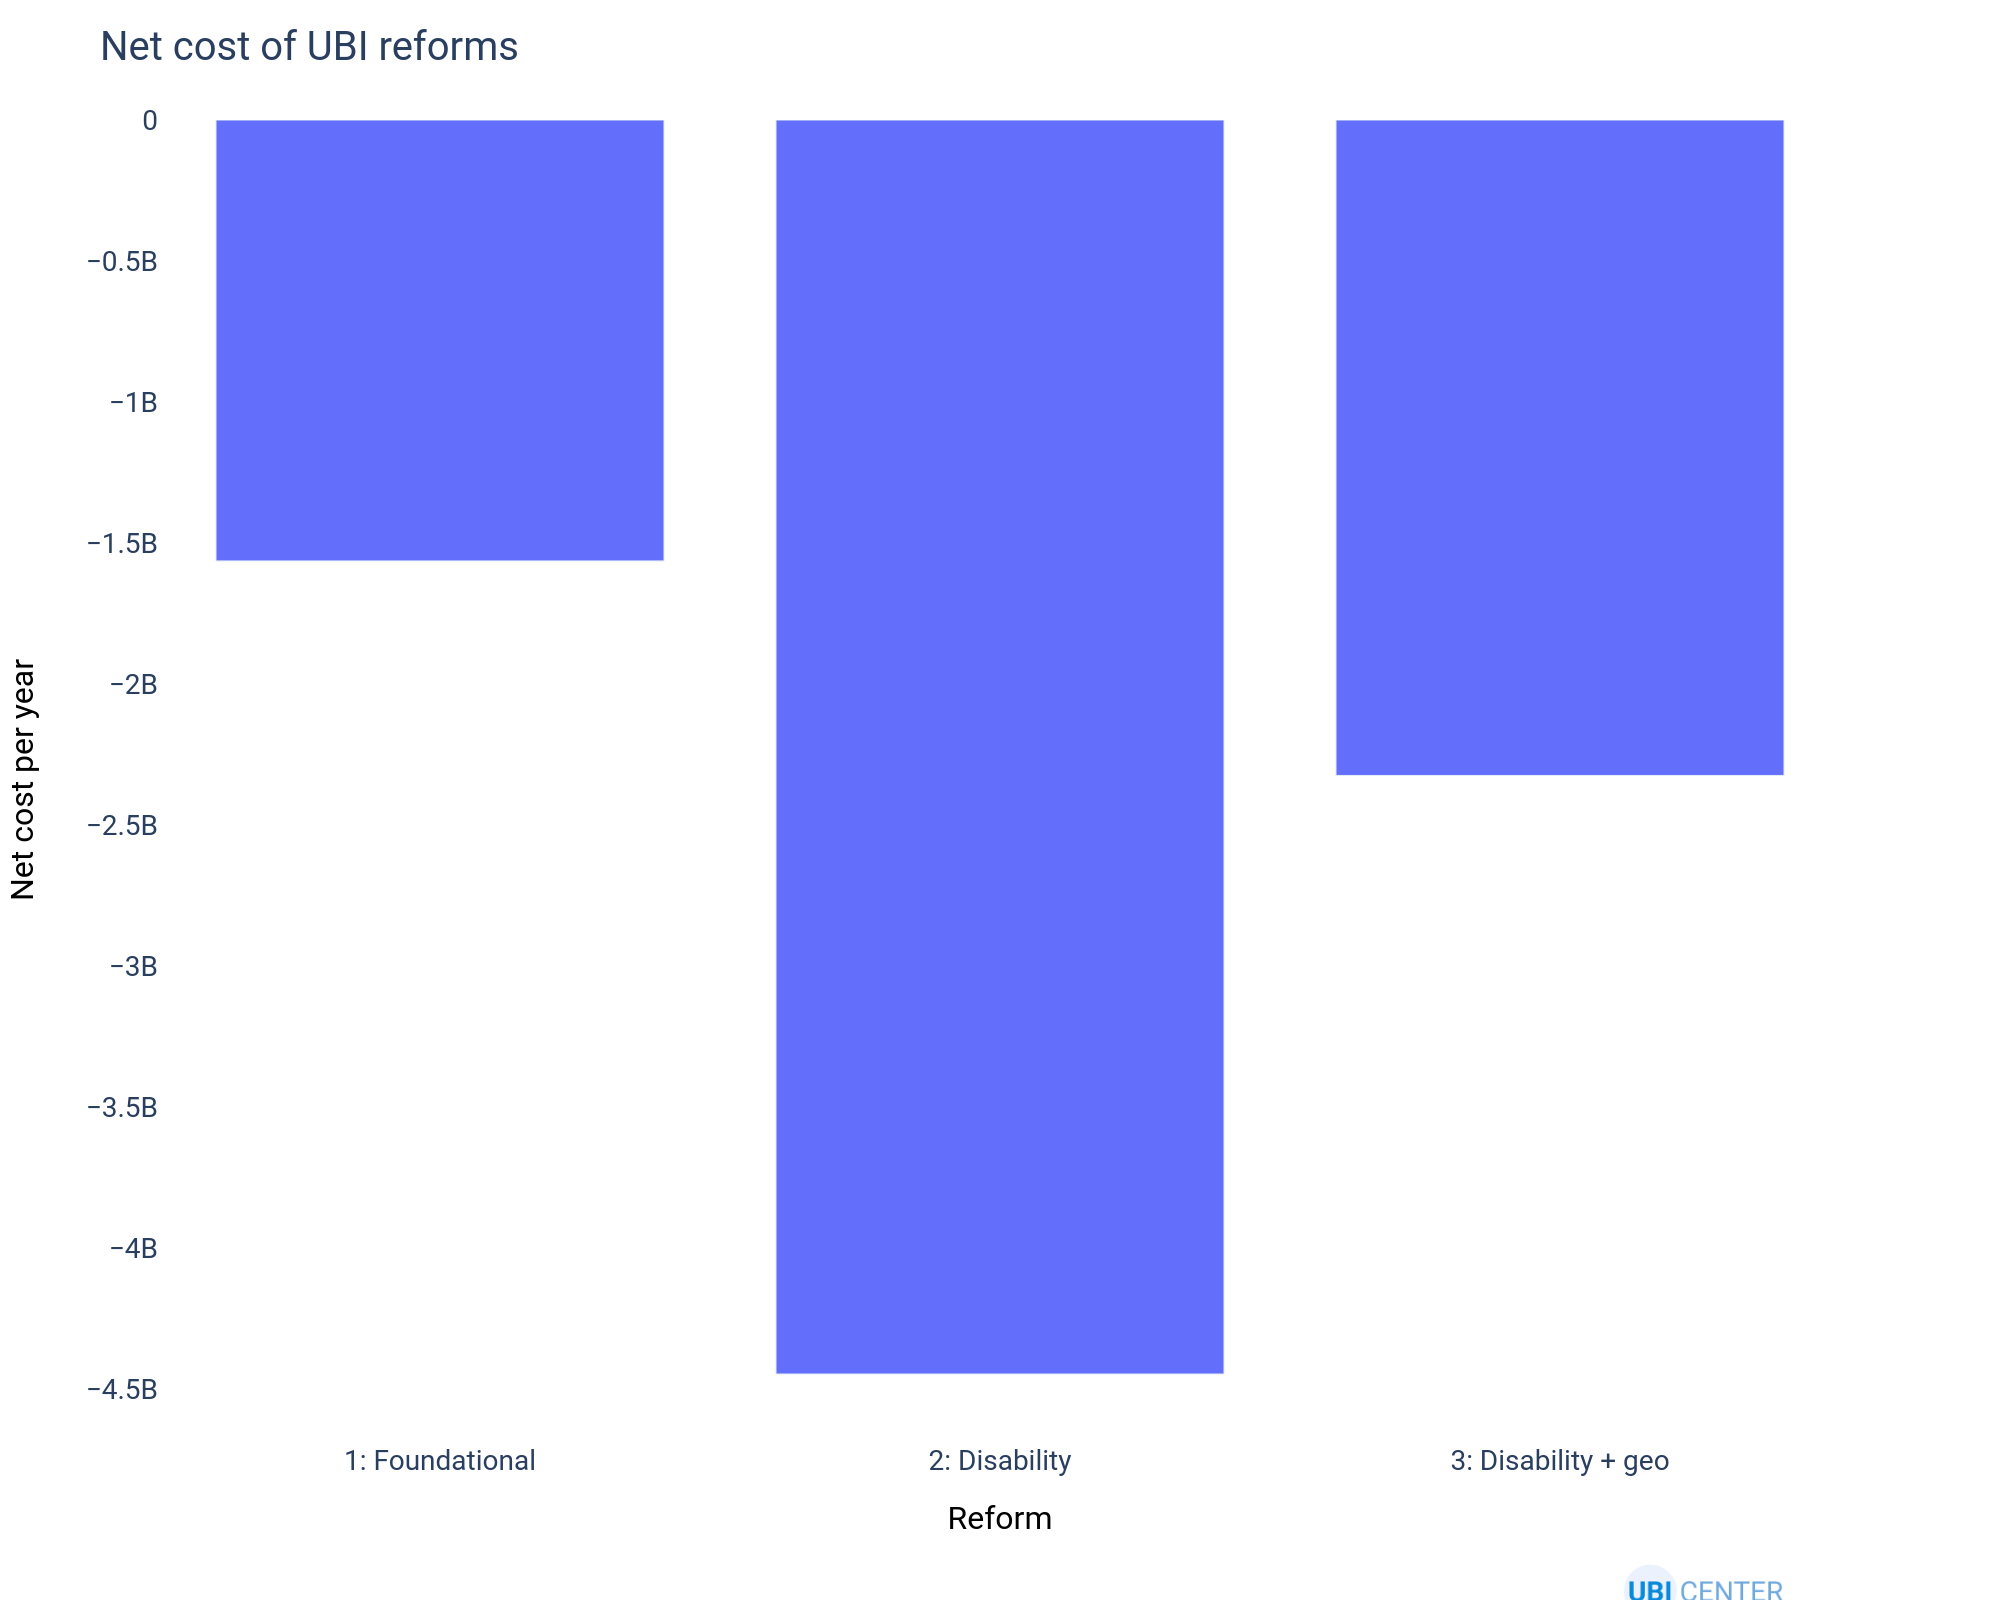 Net cost of UBI reforms
0
−0.5B
−1B
−1.5B
−2B
−2.5B
−3B
−3.5B
−4B
−4.5B
Net cost per year
1: Foundational
2: Disability
3: Disability + geo
Reform
UBI CENTER